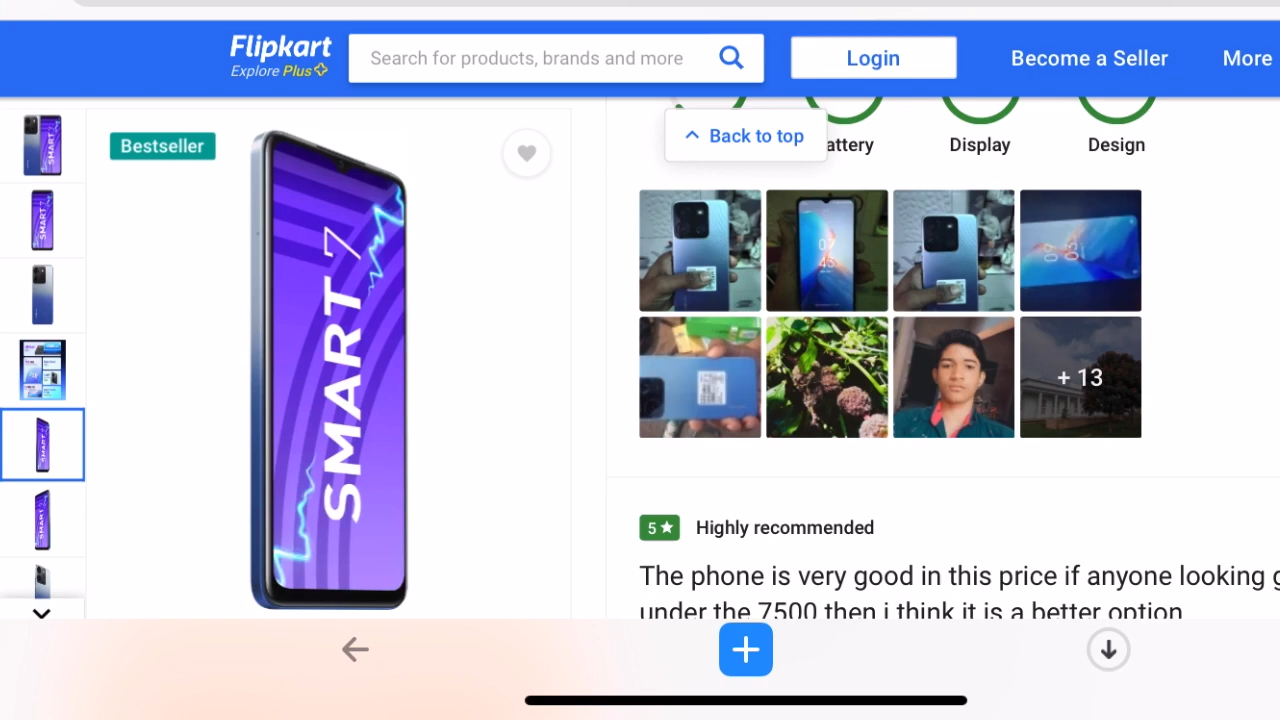 Flipkart
Explore Plus
Search for products, brands and more
Login
Become a Seller
More
Bestseller
SMART 7
Back to top
attery
Display
Design
+ 13
5★
Highly recommended
The phone is very good in this price if anyone looking g
under the 7500 then i think it is a better option